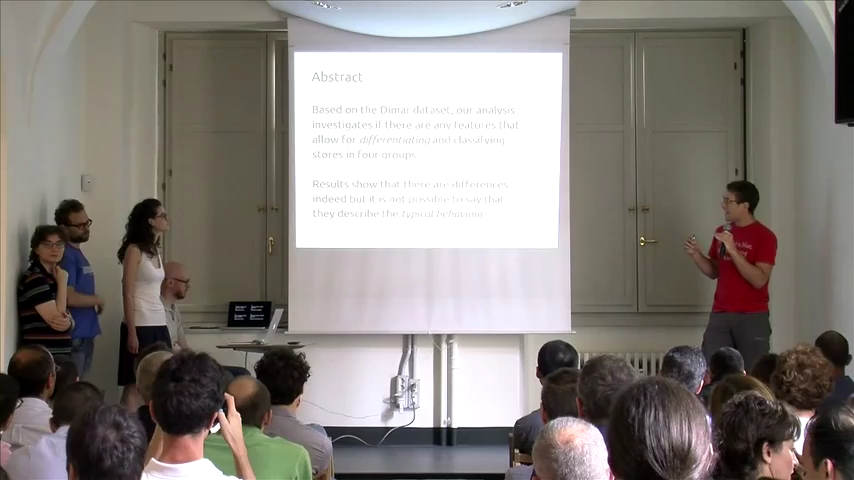 Abstract
Based on the Dimar dataset, our analysis
investigates if there are any features that
allow for differentiating and classifying
stores in four groups
Results show that there are differences
indeed but it is not possible to say that
they describe the typical behaviour